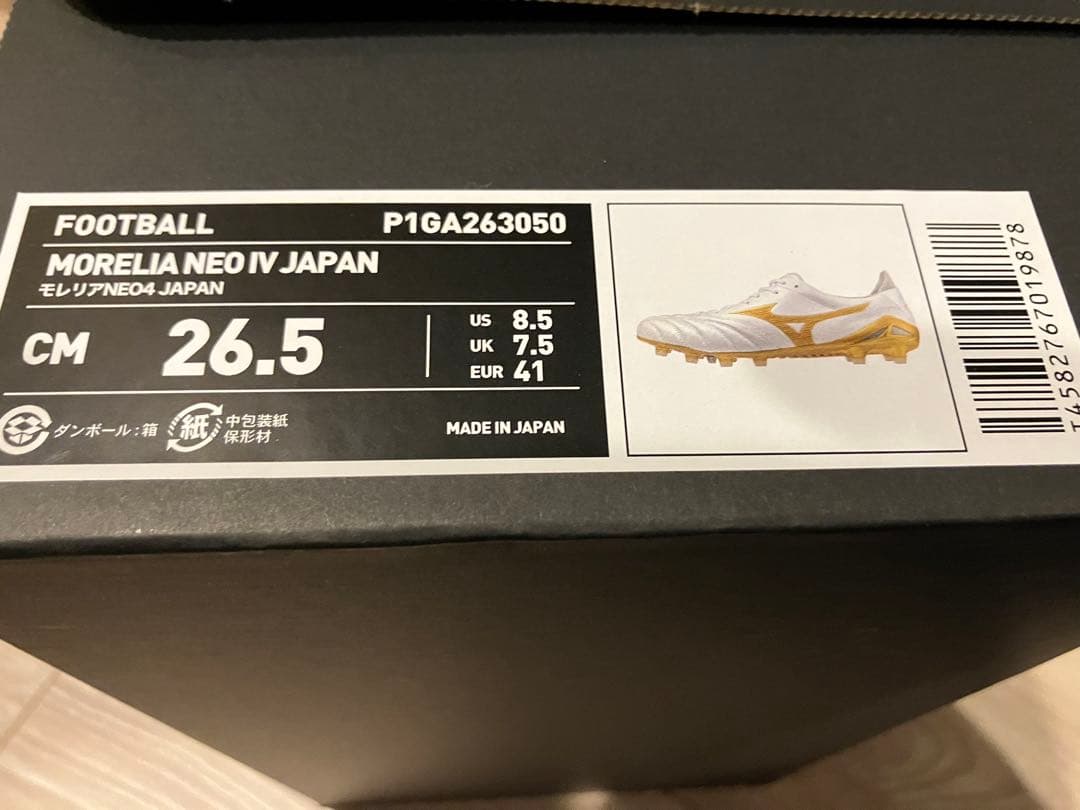 FOOTBALL P1GA263050
MORELIA NEO IV JAPAN
モレリアNEO4 JAPAN
CM 26.5
US 8.5
UK 7.5
EUR 41
ダンボール:箱
紙
中包装紙
保形材
MADE IN JAPAN
T4582767019878